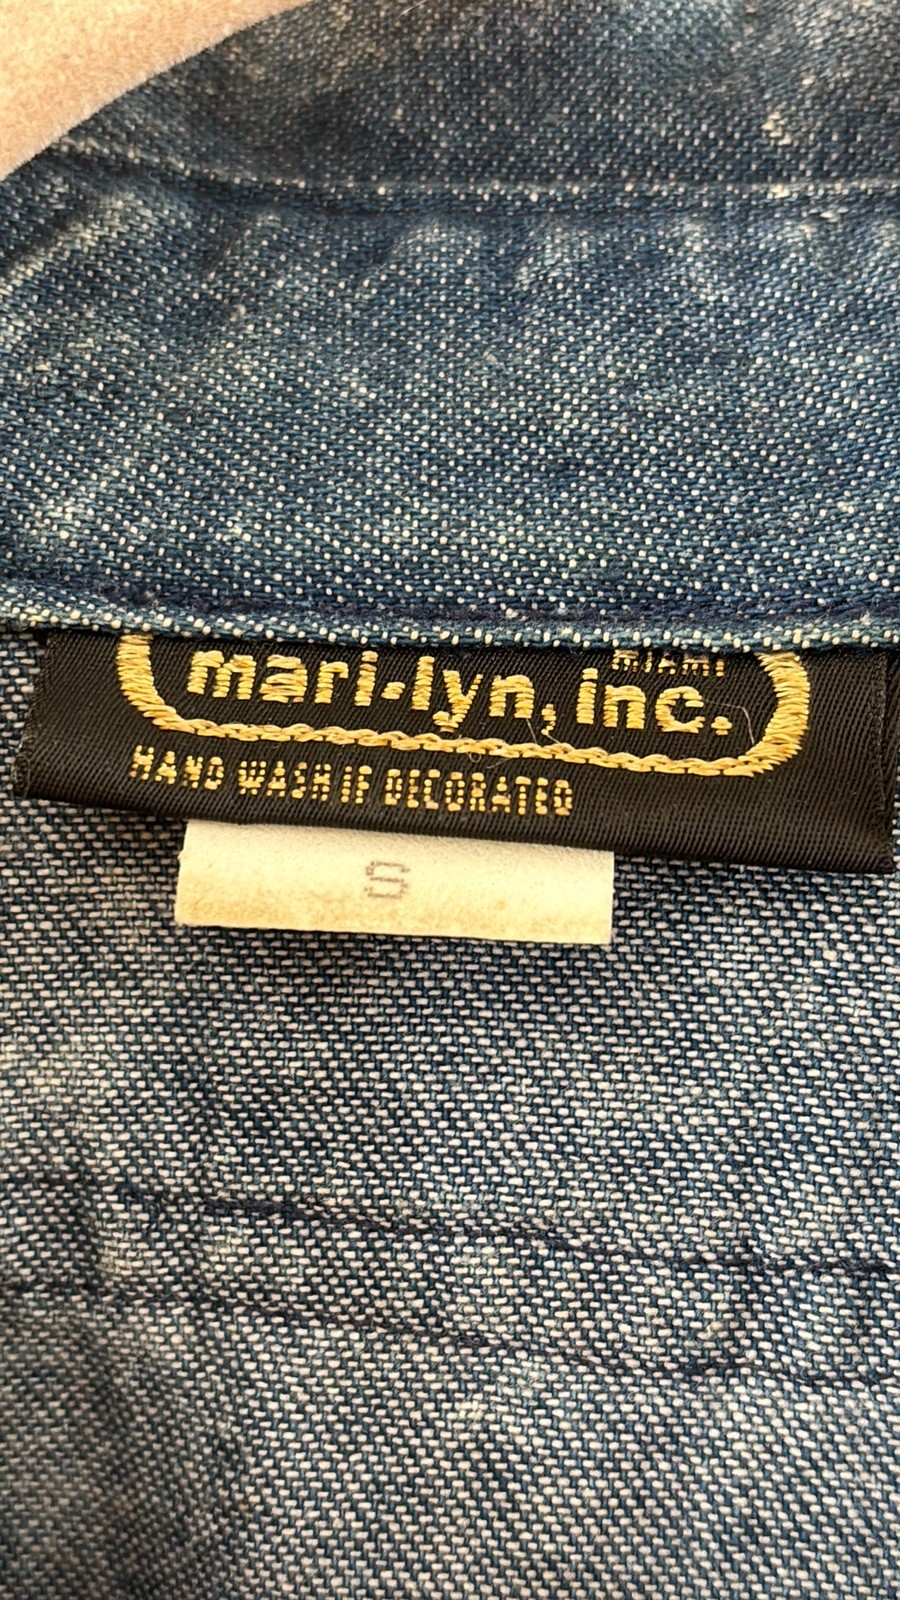 MIAMI
mari-lyn, inc.
HAND WASH IF DECORATED
S